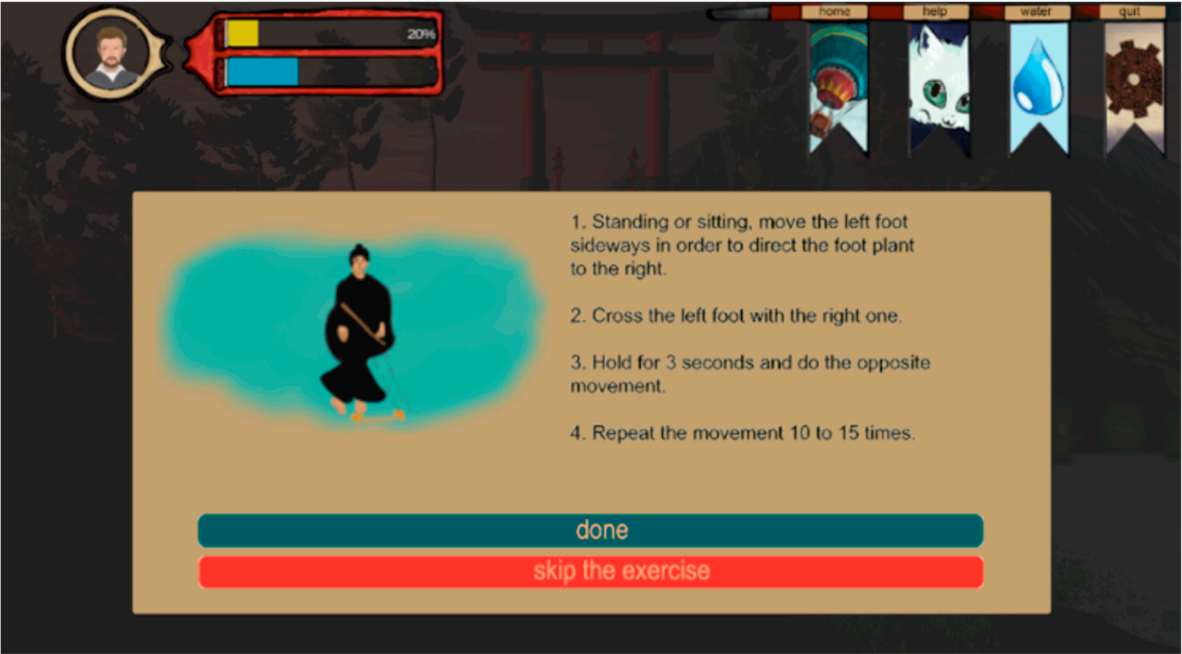 20%
home
help
water
quit
1. Standing or sitting, move the left foot
sideways in order to direct the foot plant
to the right.
2. Cross the left foot with the right one.
3. Hold for 3 seconds and do the opposite
movement.
4. Repeat the movement 10 to 15 times.
done
skip the exercise